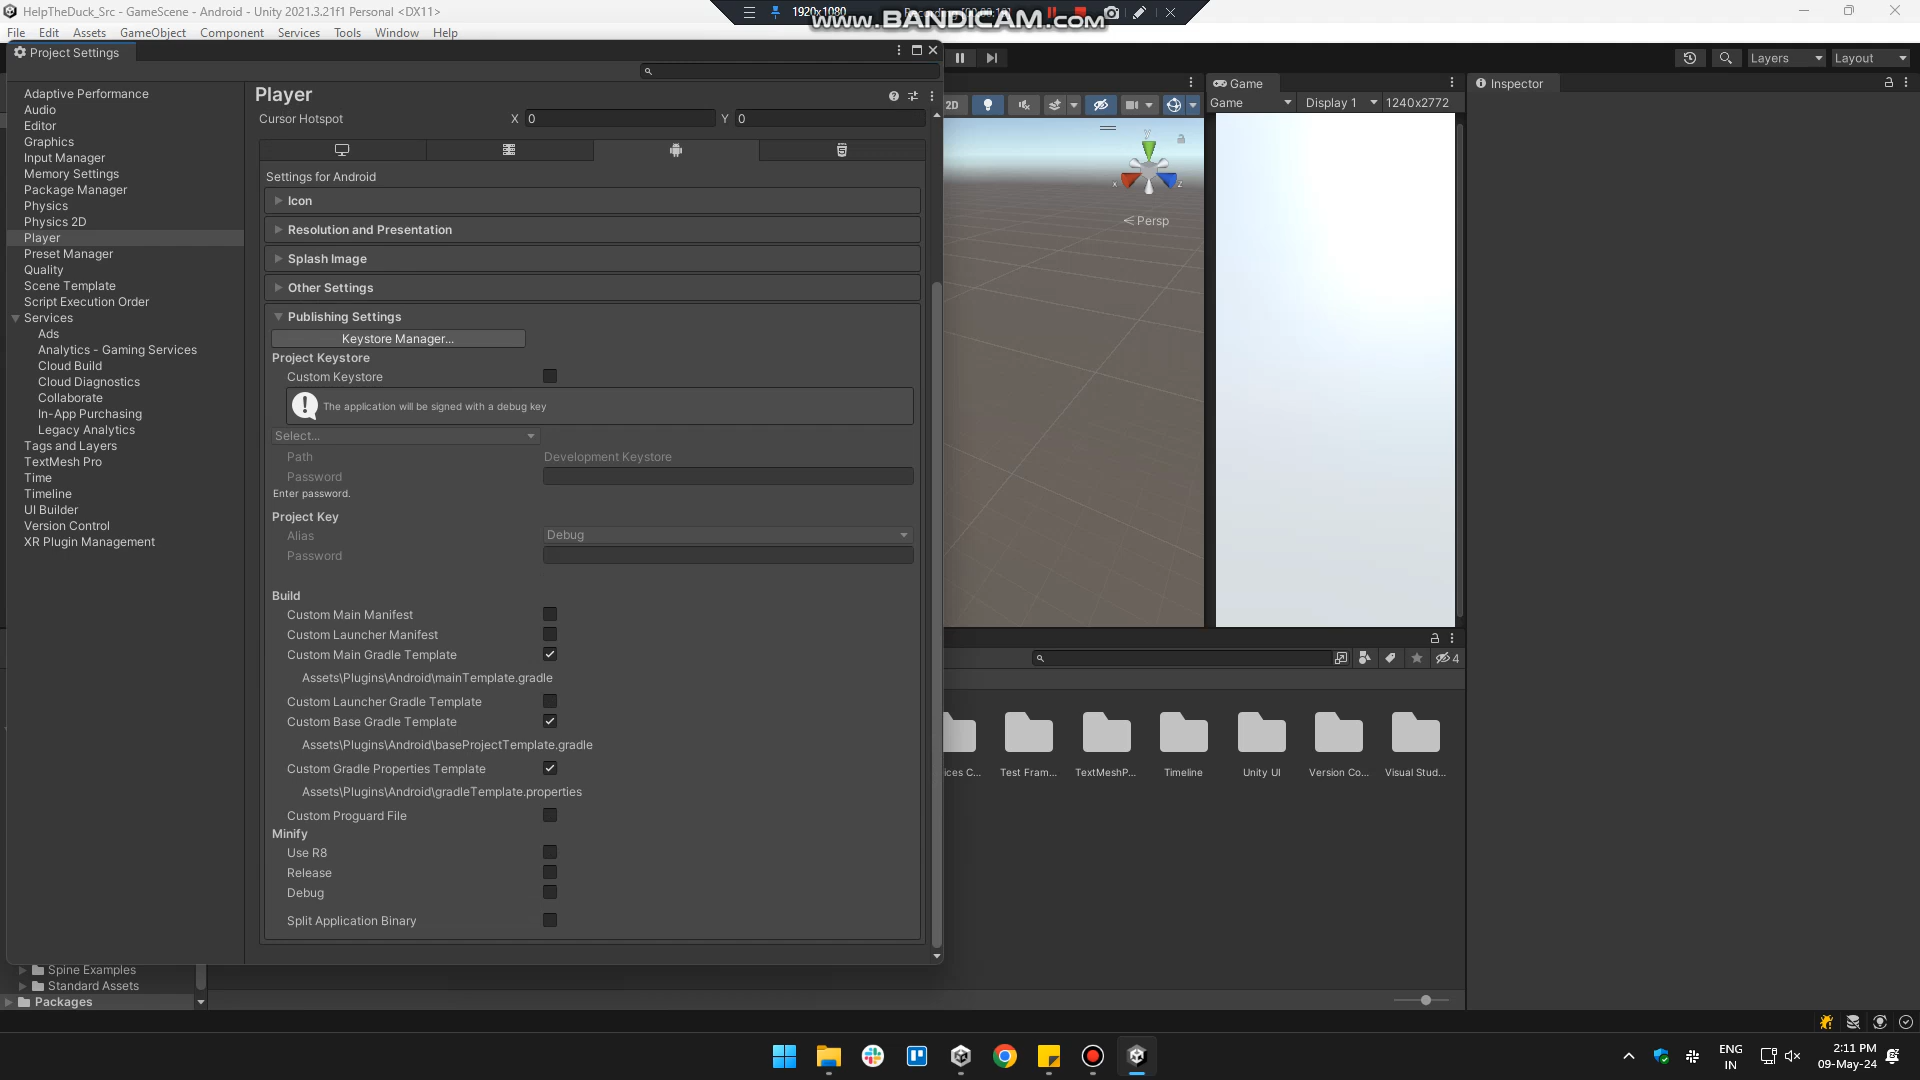 HelpTheDuck_Src - GameScene - Android - Unity 2021.3.21f1 Personal <DX11>
1920x1080
www.BANDICAM.com
File Edit Assets GameObject Component Services Tools Window Help
Project Settings
Layers
Layout
Adaptive Performance
Audio
Editor
Graphics
Input Manager
Memory Settings
Package Manager
Physics
Physics 2D
Player
Preset Manager
Quality
Scene Template
Script Execution Order
Services
Ads
Analytics - Gaming Services
Cloud Build
Cloud Diagnostics
Collaborate
In-App Purchasing
Legacy Analytics
Tags and Layers
TextMesh Pro
Time
Timeline
UI Builder
Version Control
XR Plugin Management
Player
Cursor Hotspot X 0 Y 0
Settings for Android
Icon
Resolution and Presentation
Splash Image
Other Settings
Publishing Settings
Keystore Manager...
Project Keystore
Custom Keystore
The application will be signed with a debug key
Select...
Path Development Keystore
Password
Enter password.
Project Key
Alias Debug
Password
Build
Custom Main Manifest
Custom Launcher Manifest
Custom Main Gradle Template
Assets\Plugins\Android\mainTemplate.gradle
Custom Launcher Gradle Template
Custom Base Gradle Template
Assets\Plugins\Android\baseProjectTemplate.gradle
Custom Gradle Properties Template
Assets\Plugins\Android\gradleTemplate.properties
Custom Proguard File
Minify
Use R8
Release
Debug
Split Application Binary
2D
y
x
z
Persp
Game
Game Display 1 1240x2772
Inspector
4
ices C...
Test Fram...
TextMeshP...
Timeline
Unity UI
Version Co...
Visual Stud...
Spine Examples
Standard Assets
Packages
ENG
IN
2:11 PM
09-May-24